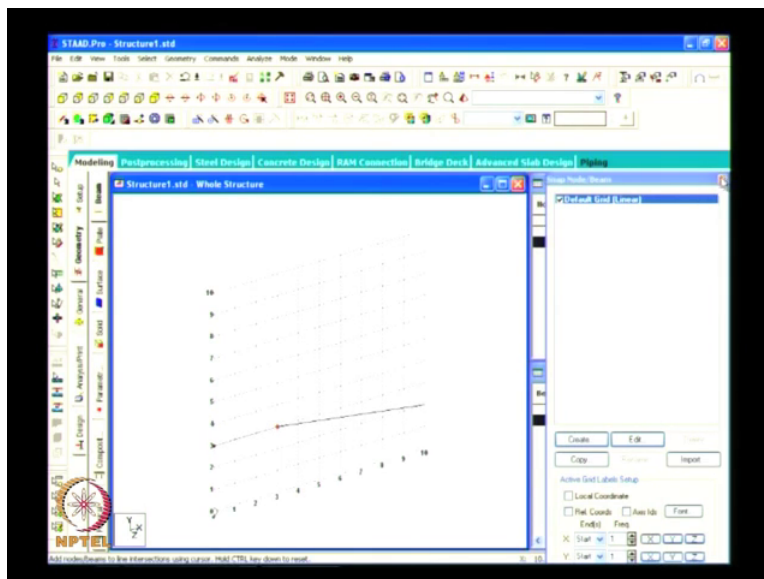 STAAD.Pro - Structure1.std
File Edit View Tools Select Geometry Commands Analyze Mode Window Help
Modeling Postprocessing Steel Design Concrete Design RAM Connection Bridge Deck Advanced Slab Design Piping
Structure1.std - Whole Structure
Snap Node/Beam
Default Grid (Linear)
Setup
Geometry
General
Analysis/Print
Design
Beam
Plate
Surface
Solid
Parametric
Composit
10
9
8
7
6
5
4
3
2
1
0
1 2 3 4 5 6 7 8 9 10
Y
X
Z
Create Edit
Copy Import
Active Grid Labels Setup
Local Coordinate
Rel. Coords Axis Ids Font
End(s) Freq
X: Start 1 X Y Z
Y: Start 1 X Y Z
NPTEL
Add nodes/beams to line intersections using cursor. Hold CTRL key down to reset.